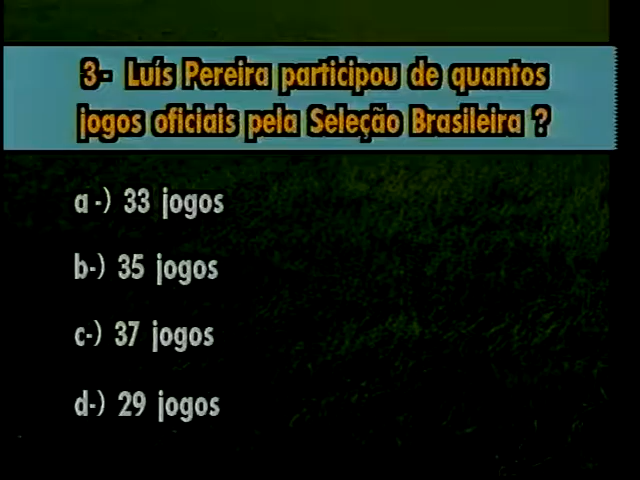 3- Luís Pereira participou de quantos
jogos oficiais pela Seleção Brasileira ?
a-) 33 jogos
b-) 35 jogos
c-) 37 jogos
d-) 29 jogos